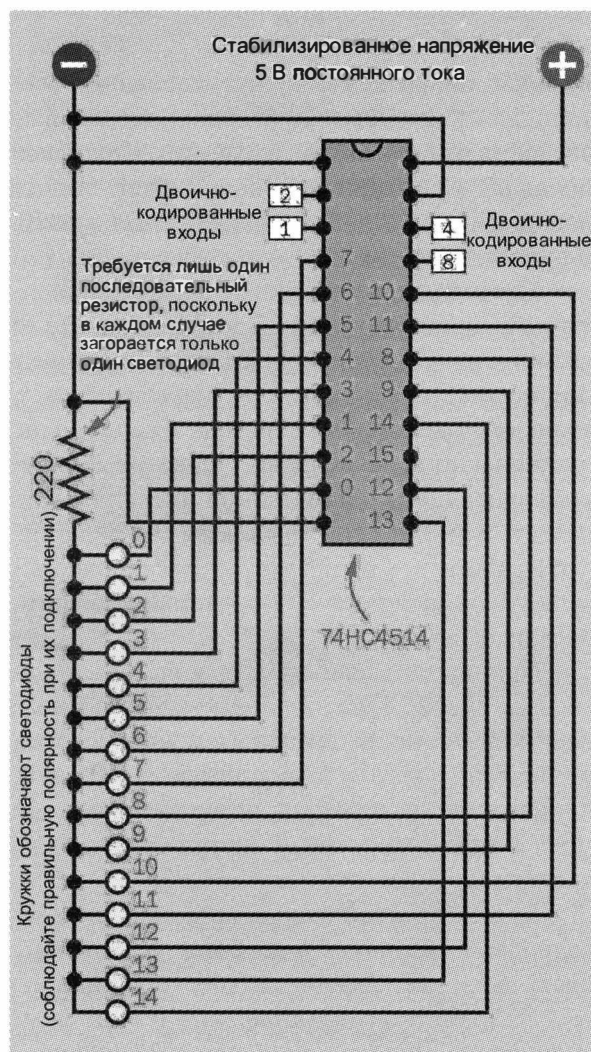 Стабилизированное напряжение
5 В постоянного тока
− +
Двоично-
кодированные
входы
2
1
4
8
Двоично-
кодированные
входы
Требуется лишь один
последовательный
резистор, поскольку
в каждом случае
загорается только
один светодиод
7
6 10
5 11
4 8
3 9
1 14
2 15
0 12
13
74HC4514
220
Кружки обозначают светодиоды
(соблюдайте правильную полярность при их подключении)
0
1
2
3
4
5
6
7
8
9
10
11
12
13
14